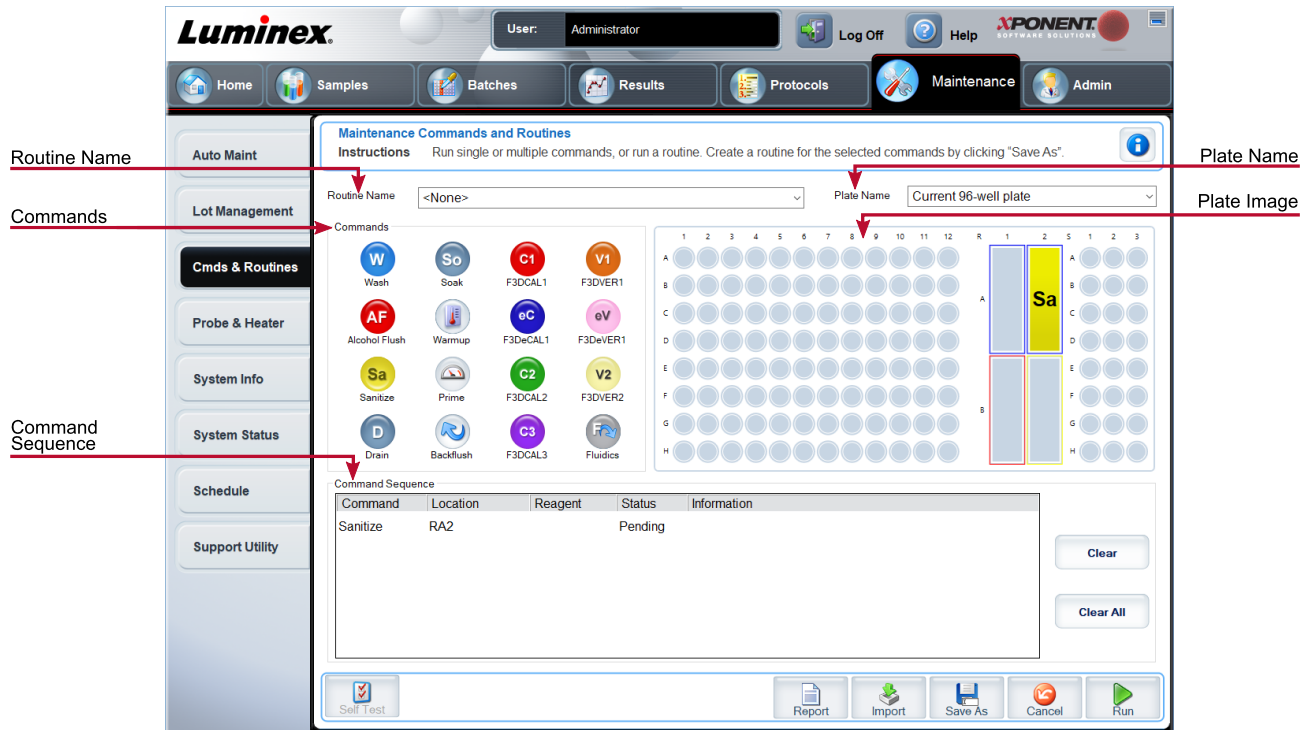 Luminex.
User: Administrator
Log Off
Help
XPONENT.
SOFTWARE SOLUTIONS
Home
Samples
Batches
Results
Protocols
Maintenance
Admin
Routine Name
Commands
Command
Sequence
Plate Name
Plate Image
Auto Maint
Lot Management
Cmds & Routines
Probe & Heater
System Info
System Status
Schedule
Support Utility
Maintenance Commands and Routines
Instructions Run single or multiple commands, or run a routine. Create a routine for the selected commands by clicking "Save As".
Routine Name <None>
Plate Name Current 96-well plate
Commands
W So C1 V1
Wash Soak F3DCAL1 F3DVER1
AF eC eV
Alcohol Flush Warmup F3DeCAL1 F3DeVER1
Sa C2 V2
Sanitize Prime F3DCAL2 F3DVER2
D C3 F
Drain Backflush F3DCAL3 Fluidics
1 2 3 4 5 6 7 8 9 10 11 12 R 1 2 S 1 2 3
A A
B B
A Sa
C C
D D
E E
F F
B
G G
H H
Command Sequence
Command Location Reagent Status Information
Sanitize RA2 Pending
Clear
Clear All
Self Test
Report
Import
Save As
Cancel
Run